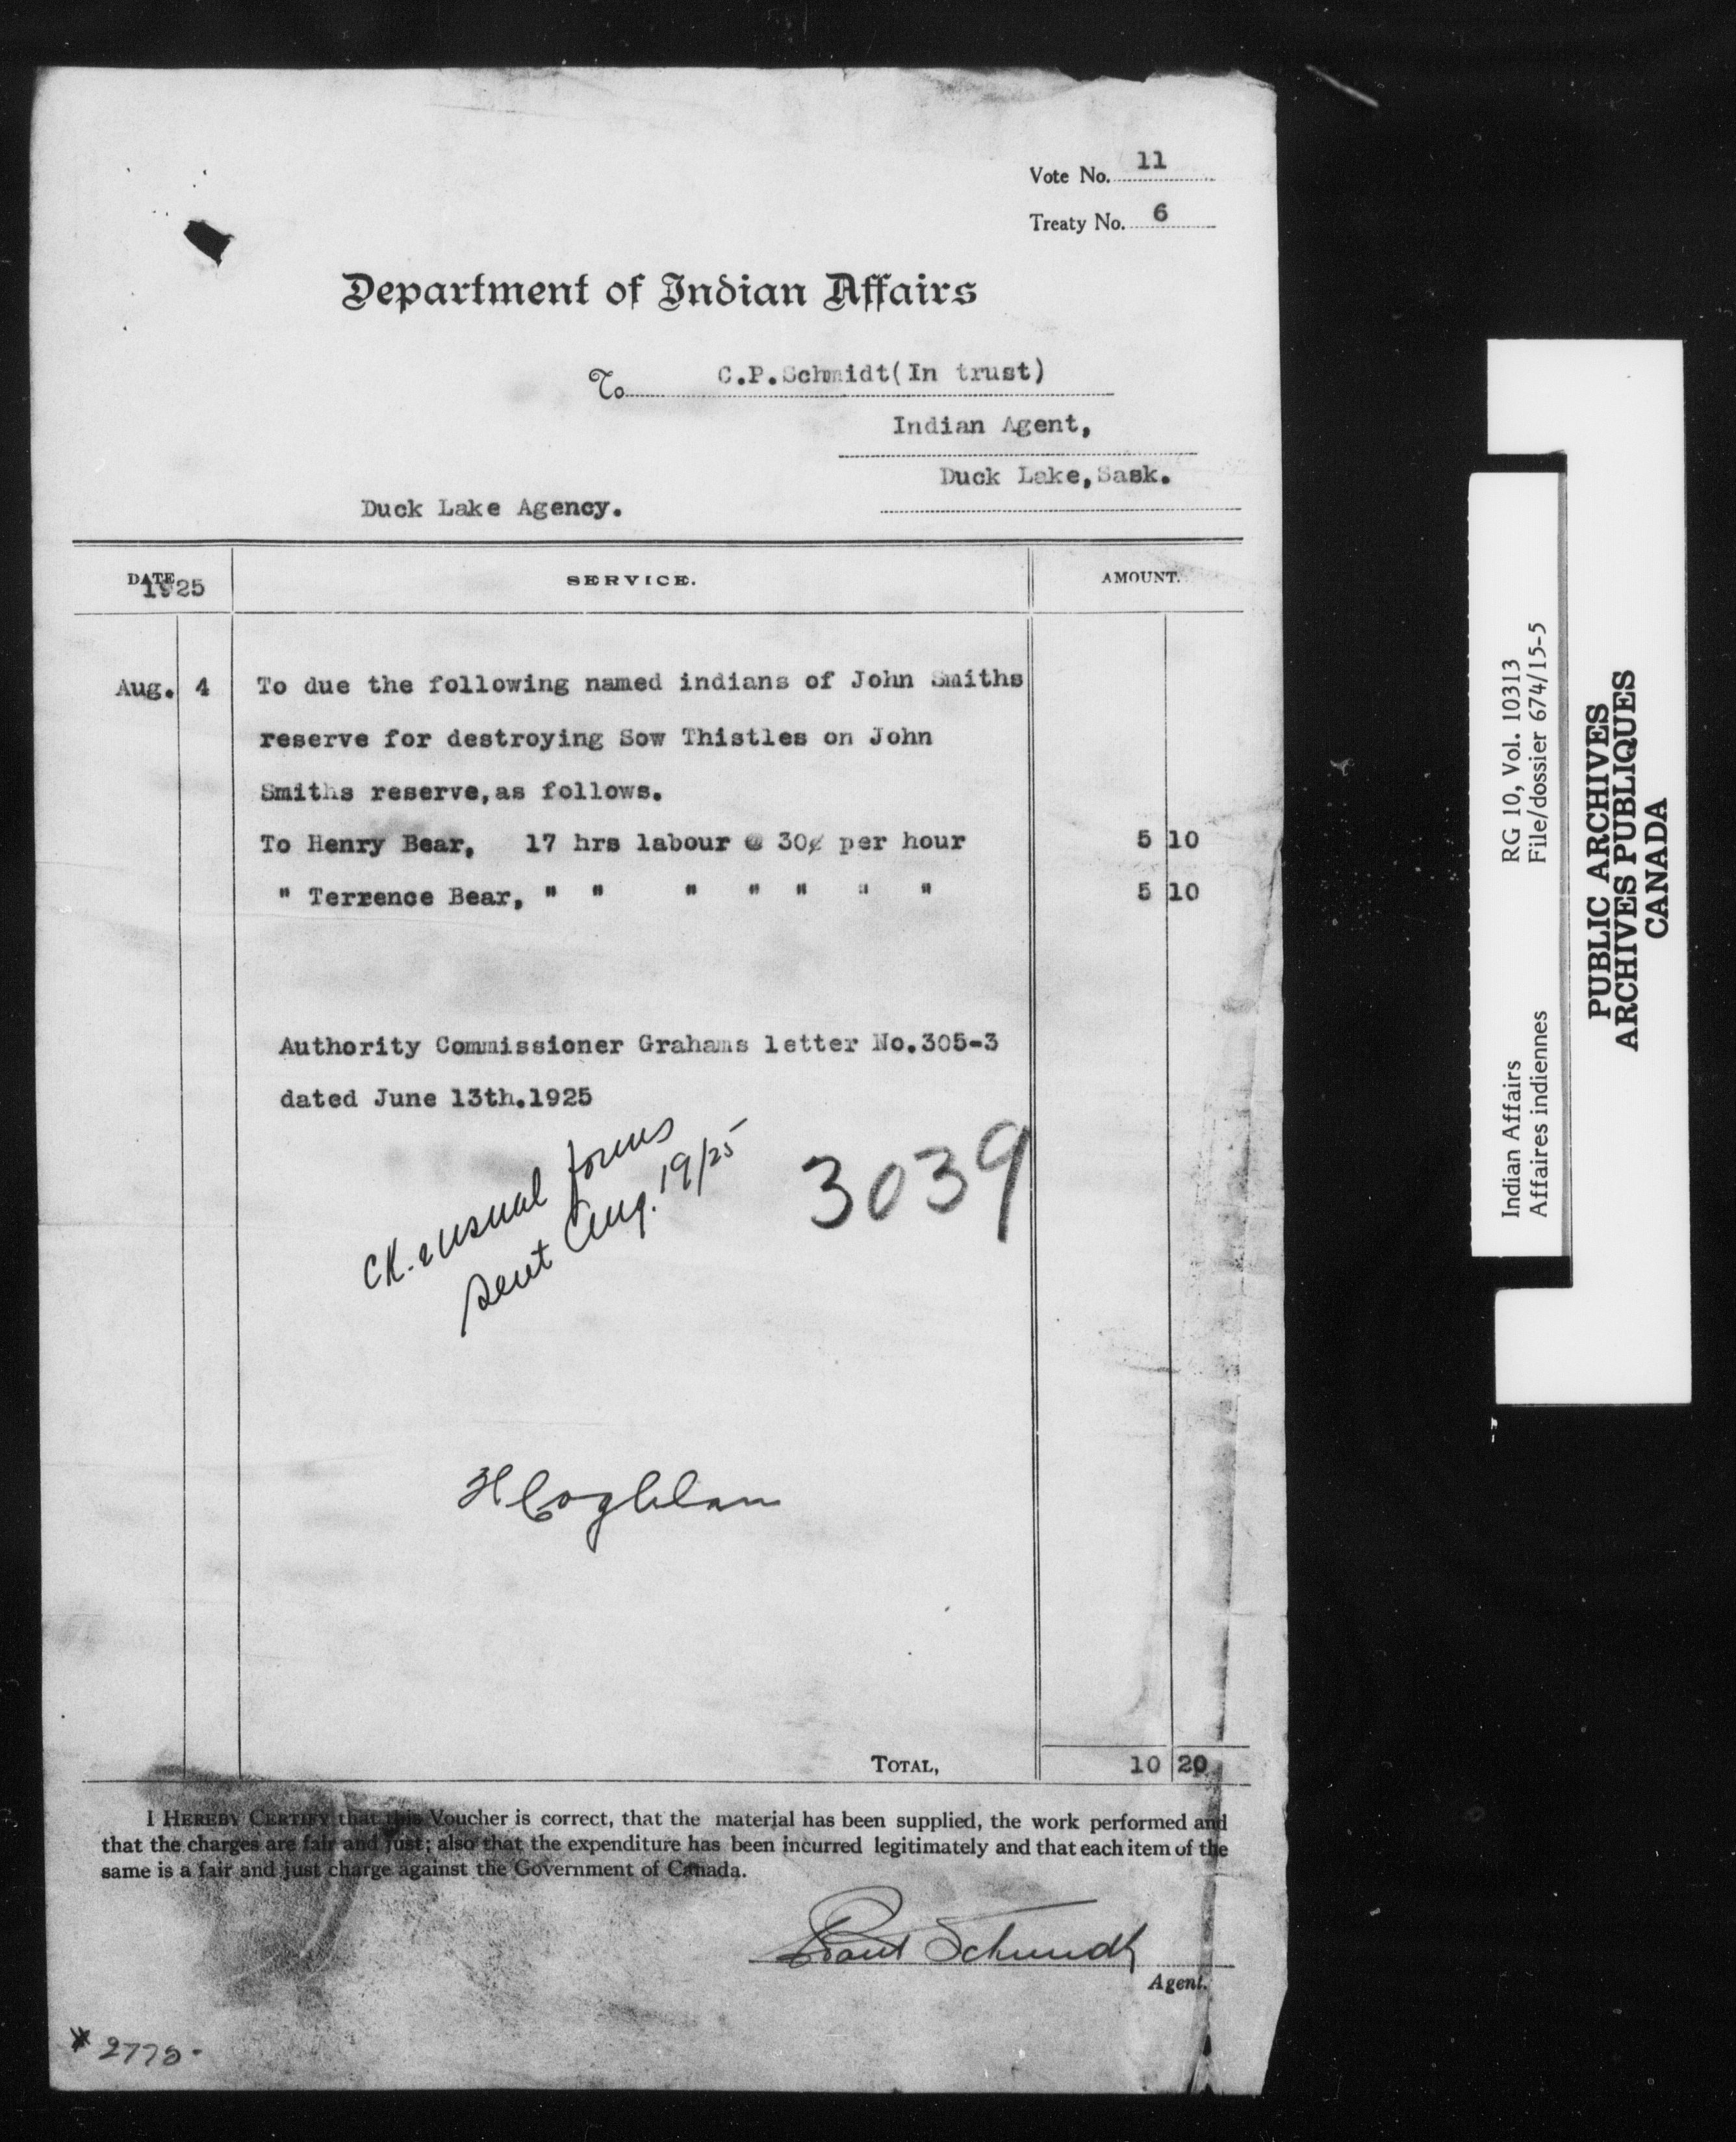 Vote No. 11
Treaty No. 6
Department of Indian Affairs
To C.P.Schmidt(In trust)
Indian Agent,
Duck Lake, Sask.
Duck Lake Agency.
DATE 1925 SERVICE. AMOUNT.
Aug. 4 To due the following named indians of John Smiths
reserve for destroying Sow Thistles on John
Smiths reserve,as follows.
To Henry Bear, 17 hrs labour @ 30¢ per hour 5 10
" Terrence Bear, " " " " " " " 5 10
Authority Commissioner Grahams letter No.305-3
dated June 13th.1925
CK. usual forms
sent Aug. 19/25
3039
H Coghlan
TOTAL, 10 20
I HEREBY CERTIFY that this Voucher is correct, that the material has been supplied, the work performed and
that the charges are fair and just; also that the expenditure has been incurred legitimately and that each item of the
same is a fair and just charge against the Government of Canada.
Schmidt
Agent.
Indian Affairs RG 10, Vol. 10313
Affaires indiennes File/dossier 674/15-5
PUBLIC ARCHIVES
ARCHIVES PUBLIQUES
CANADA